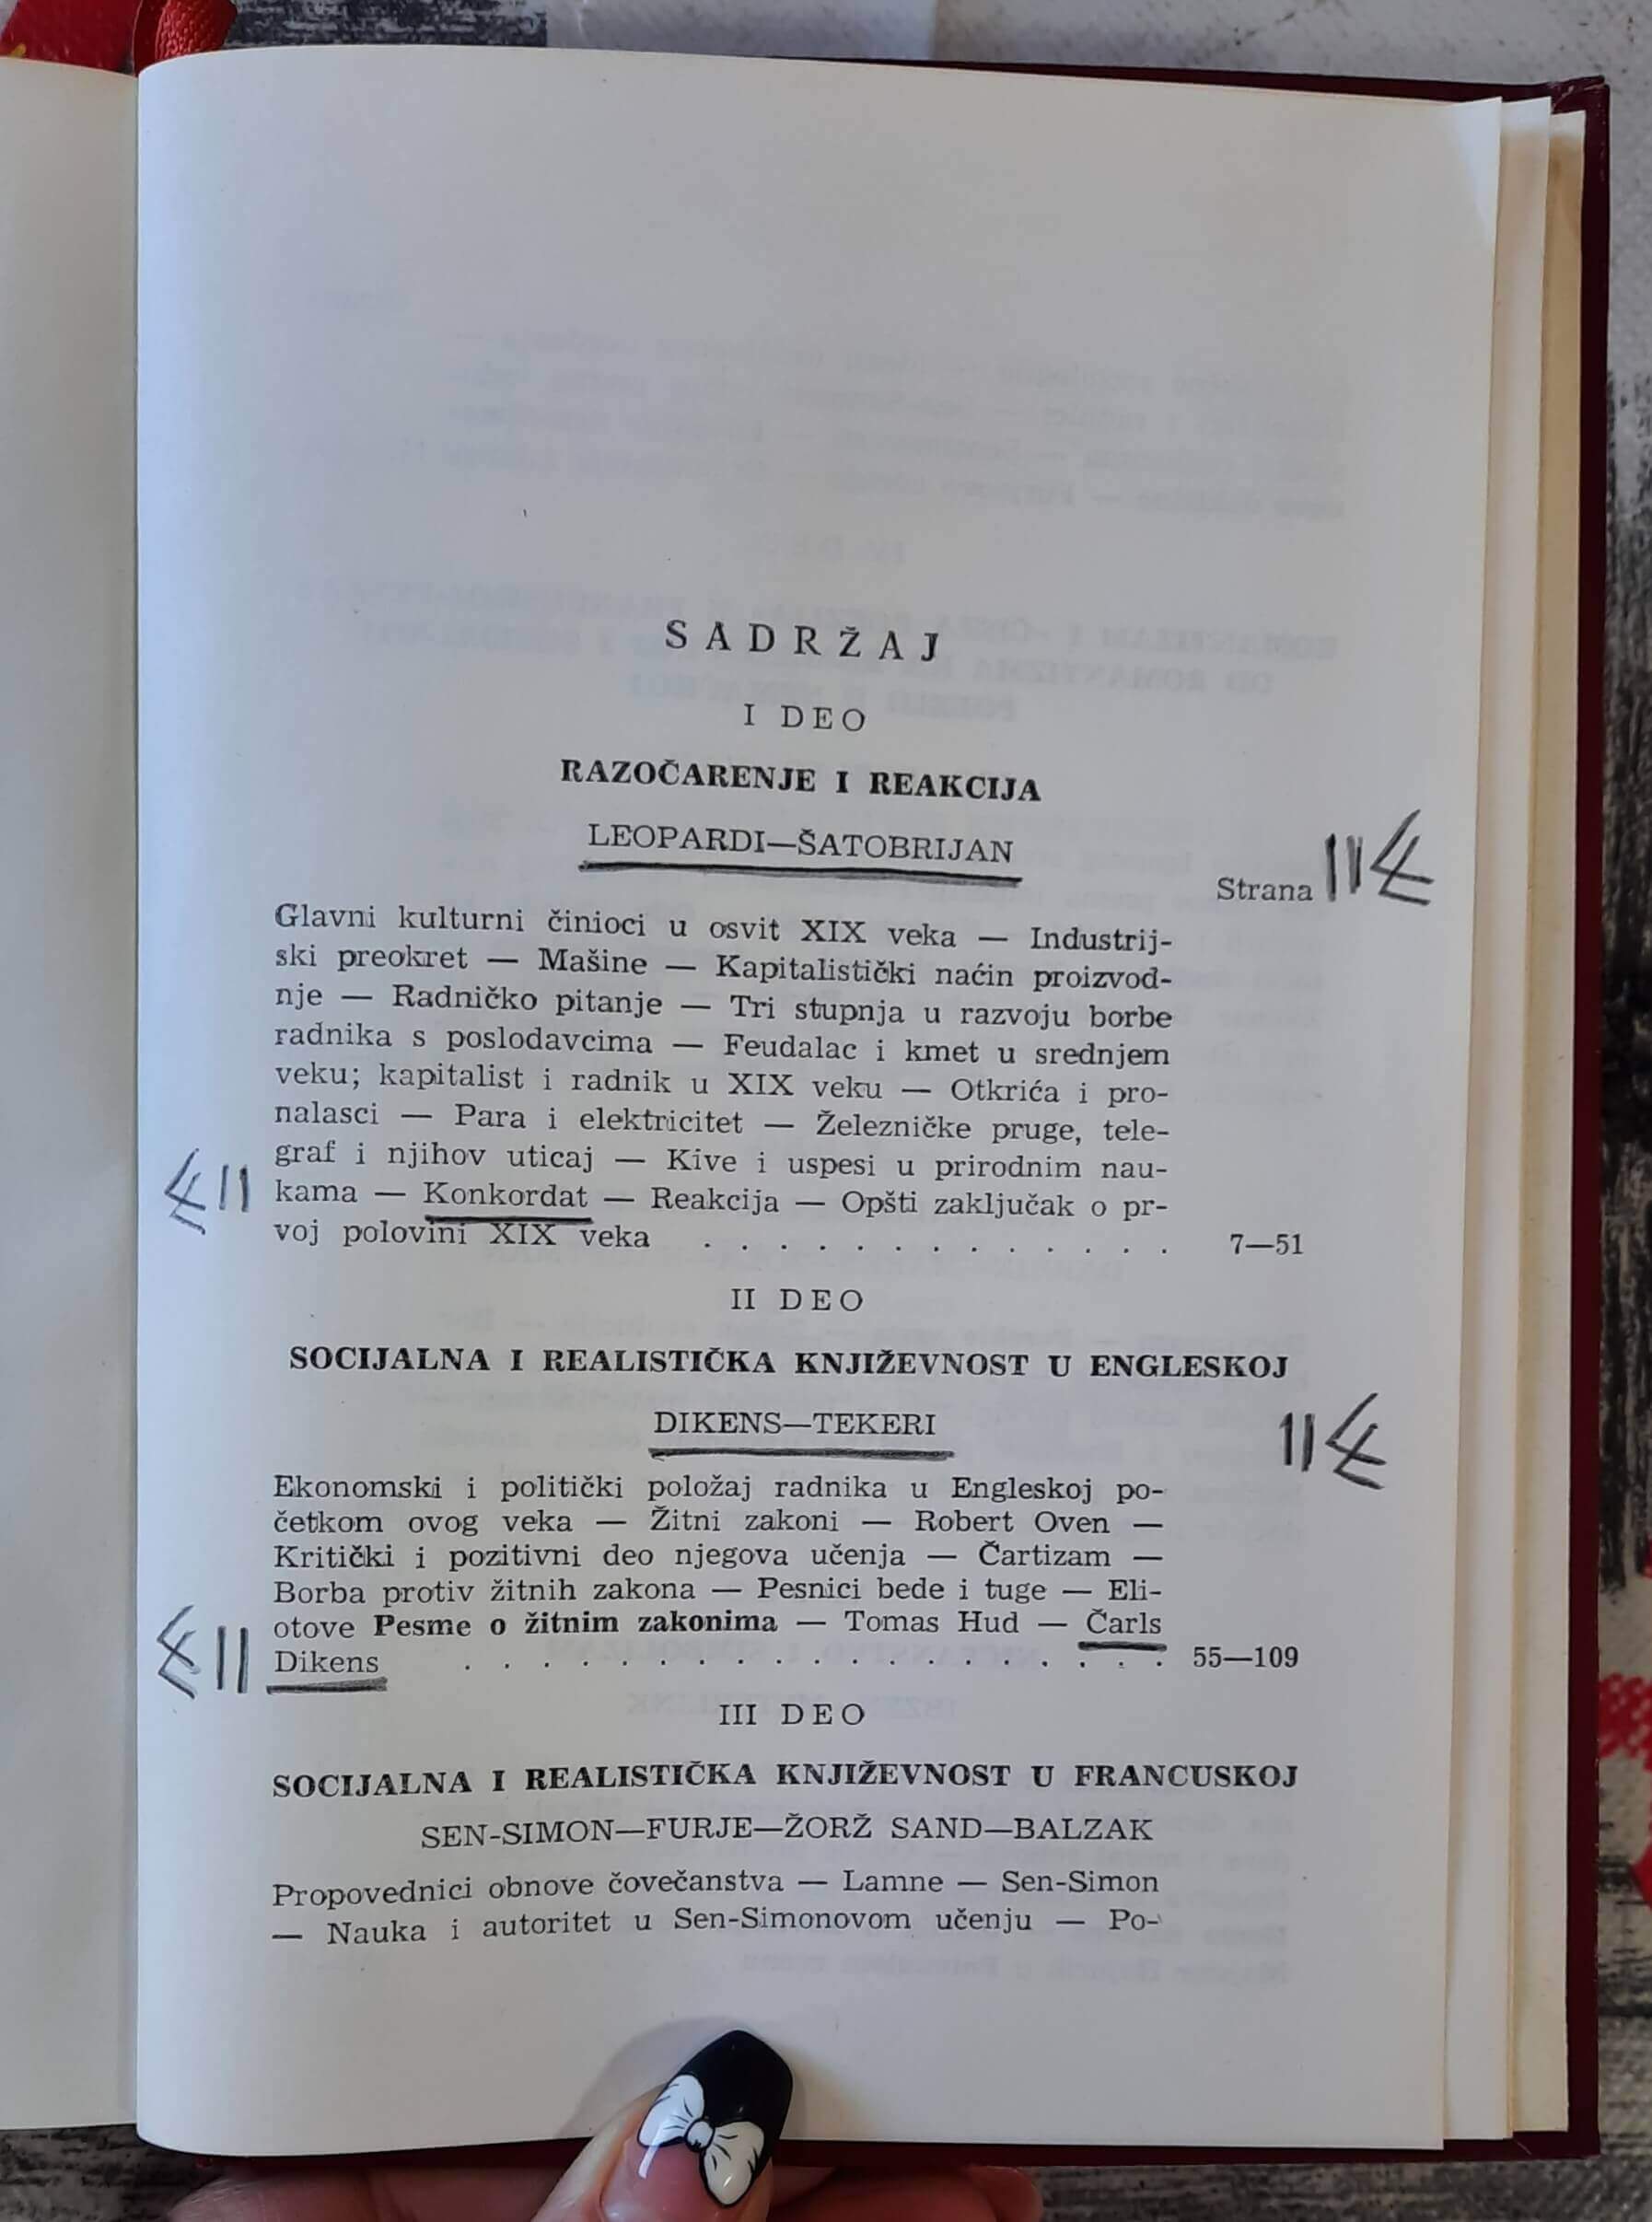 SADRŽAJ
I DEO
RAZOČARENJE I REAKCIJA
LEOPARDI—ŠATOBRIJAN
Strana
Glavni kulturni činioci u osvit XIX veka — Industrij-
ski preokret — Mašine — Kapitalistički naćin proizvod-
nje — Radničko pitanje — Tri stupnja u razvoju borbe
radnika s poslodavcima — Feudalac i kmet u srednjem
veku; kapitalist i radnik u XIX veku — Otkrića i pro-
nalasci — Para i elektricitet — Železničke pruge, tele-
graf i njihov uticaj — Kive i uspesi u prirodnim nau-
kama — Konkordat — Reakcija — Opšti zaključak o pr-
voj polovini XIX veka . . . . . . . . . . . . . 7—51
II DEO
SOCIJALNA I REALISTIČKA KNJIŽEVNOST U ENGLESKOJ
DIKENS—TEKERI
Ekonomski i politički položaj radnika u Engleskoj po-
četkom ovog veka — Žitni zakoni — Robert Oven —
Kritički i pozitivni deo njegova učenja — Čartizam —
Borba protiv žitnih zakona — Pesnici bede i tuge — Eli-
otove Pesme o žitnim zakonima — Tomas Hud — Čarls
Dikens . . . . . . . . . . . . . . . . . . . 55—109
III DEO
SOCIJALNA I REALISTIČKA KNJIŽEVNOST U FRANCUSKOJ
SEN-SIMON—FURJE—ŽORŽ SAND—BALZAK
Propovednici obnove čovečanstva — Lamne — Sen-Simon
— Nauka i autoritet u Sen-Simonovom učenju — Po-